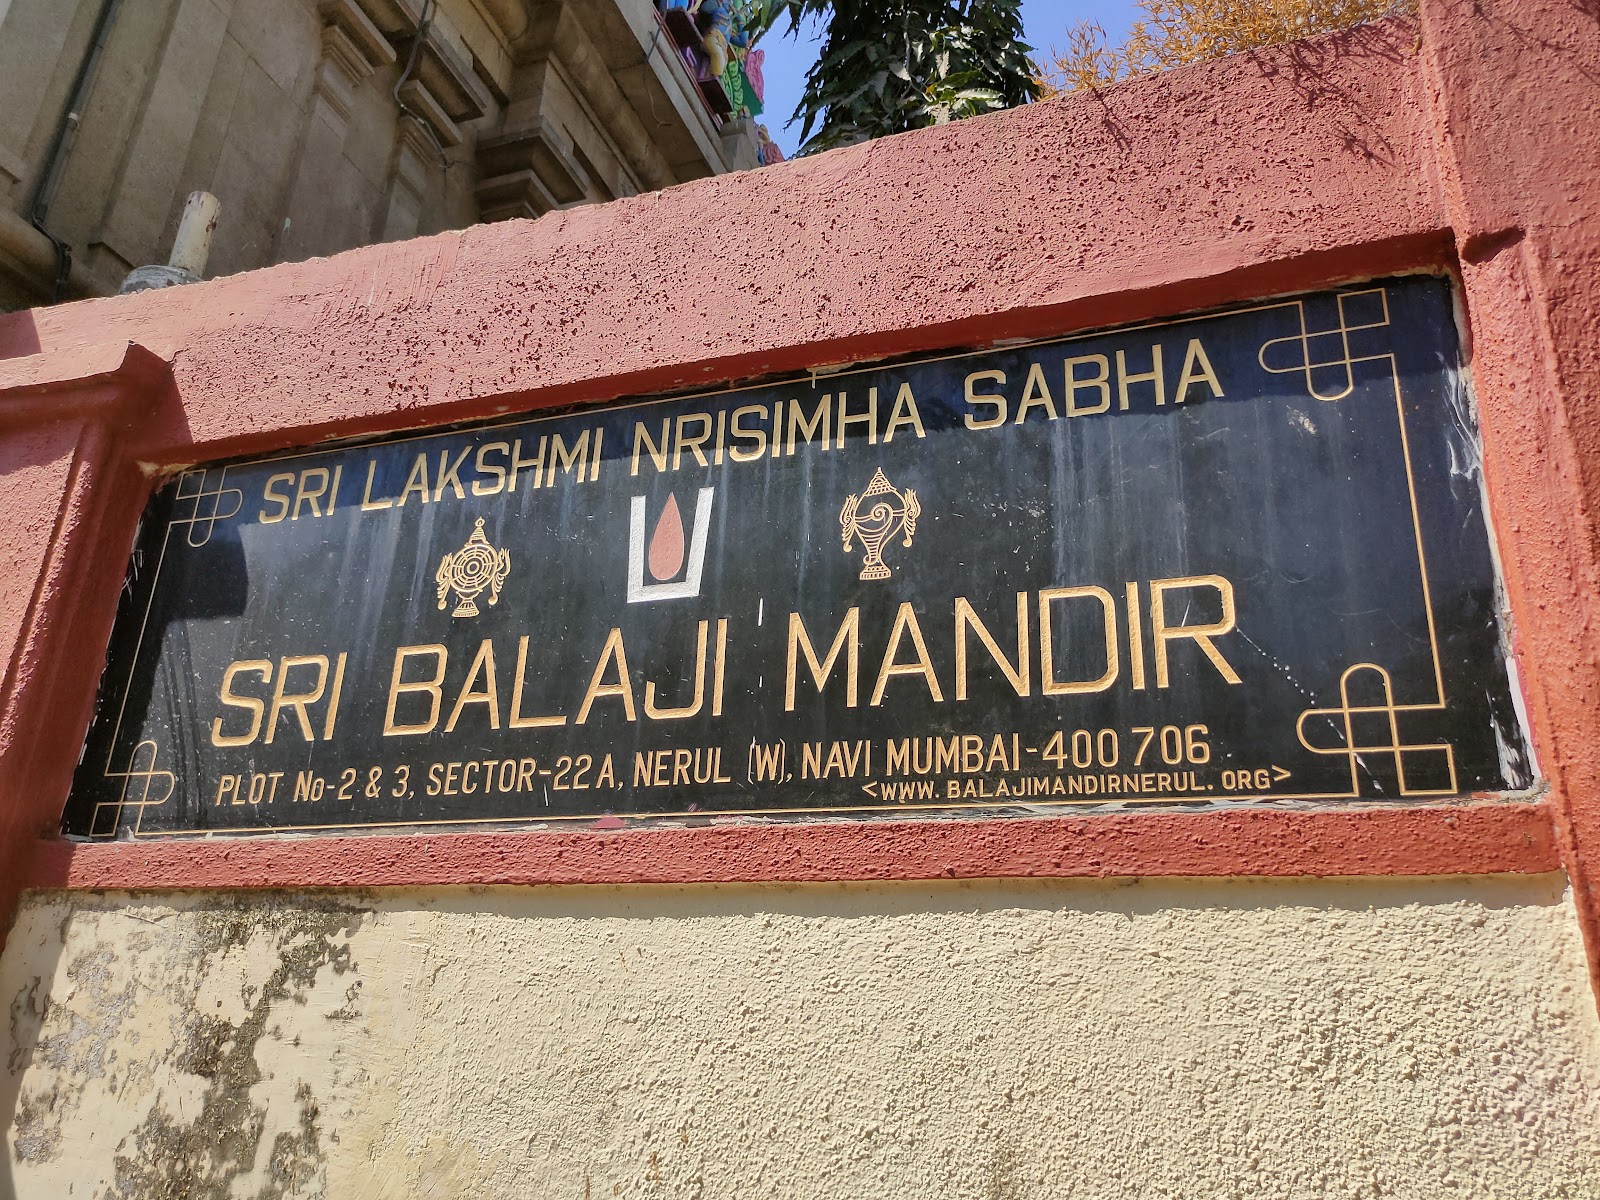 SRI LAKSHMI NRISIMHA SABHA
SRI BALAJI MANDIR
PLOT No-2 & 3, SECTOR-22A, NERUL (W), NAVI MUMBAI-400 706
<WWW.BALAJIMANDIRNERUL.ORG>